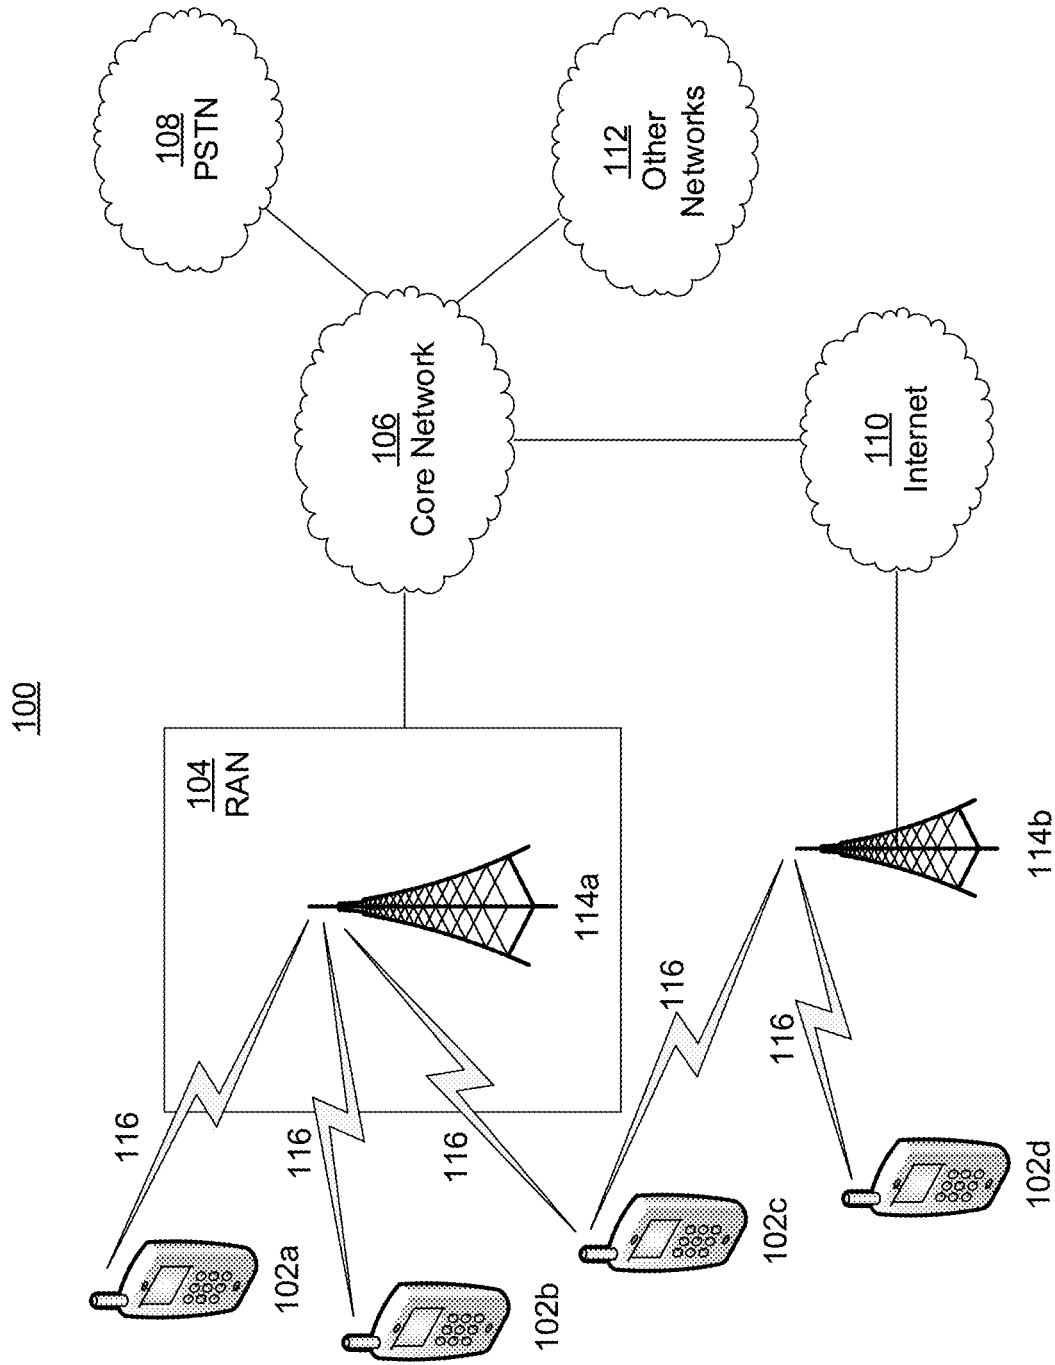 100
108
PSTN
106
Core Network
112
Other
Networks
104
RAN
114a
110
Internet
116
116
116
116
116
114b
102a
102b
102c
102d